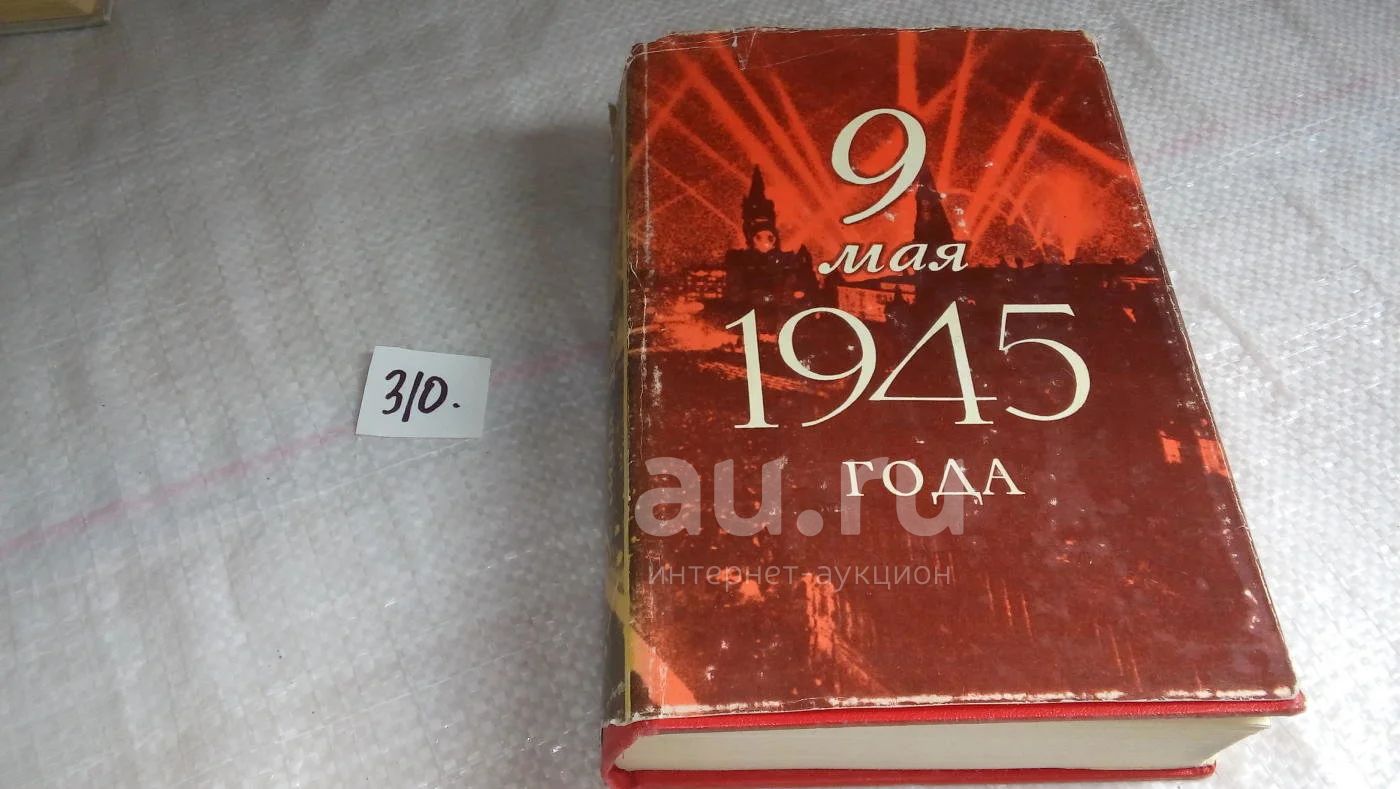 9
мая
1945
года
310.
au.ru
интернет аукцион